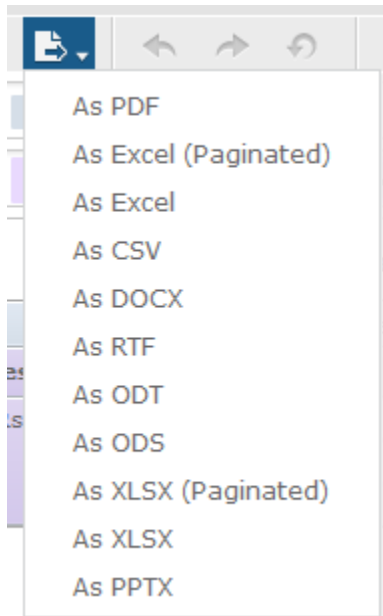 As PDF
As Excel (Paginated)
As Excel
As CSV
As DOCX
As RTF
As ODT
As ODS
As XLSX (Paginated)
As XLSX
As PPTX